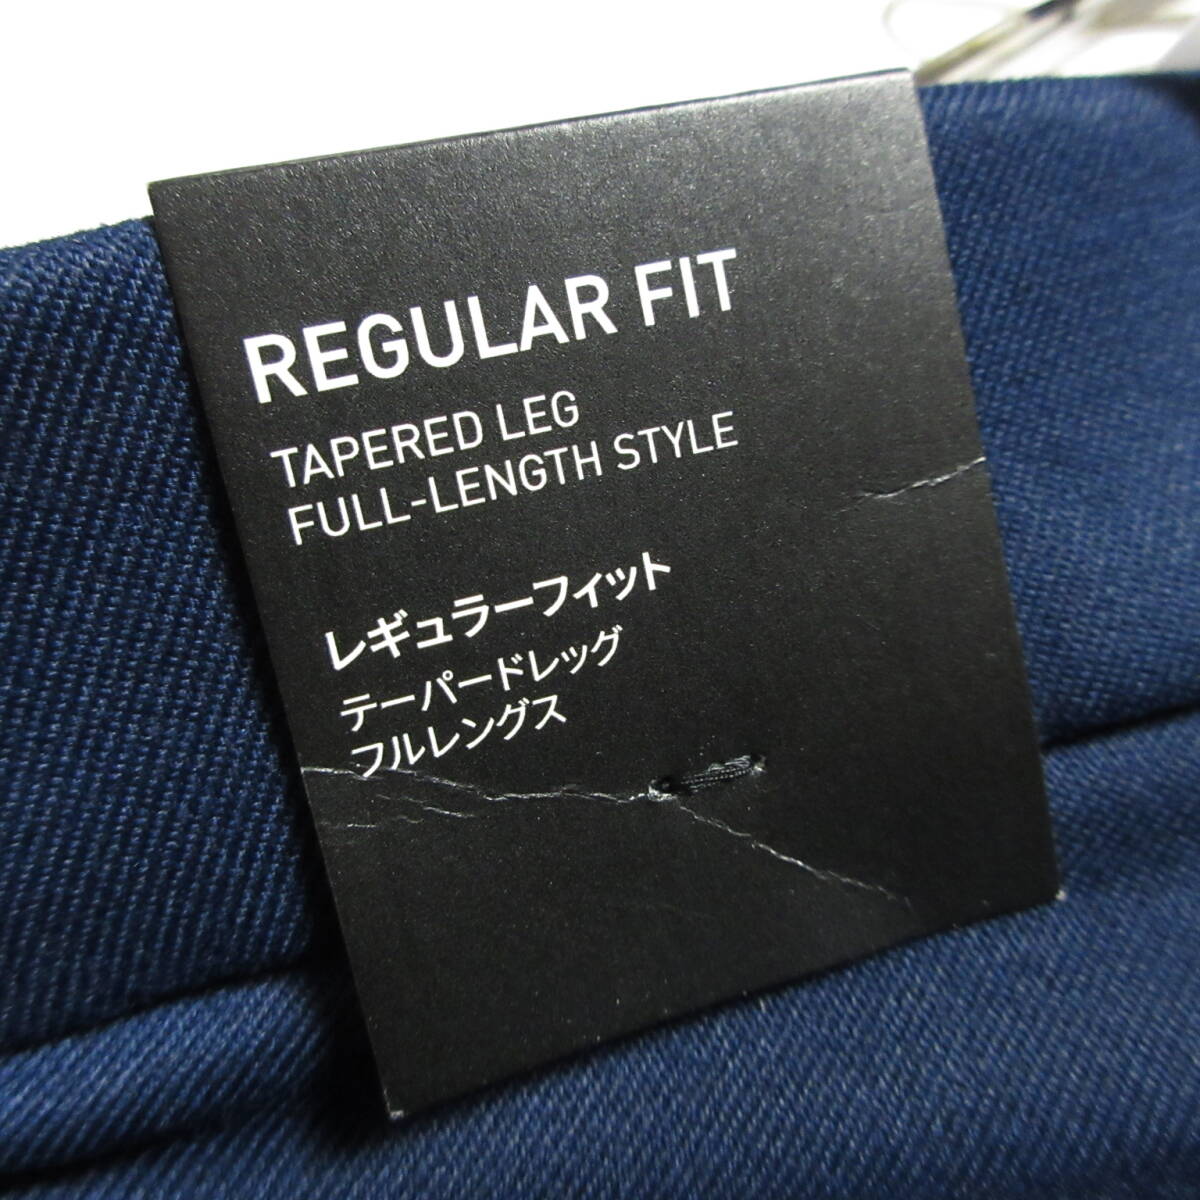 REGULAR FIT
TAPERED LEG
FULL-LENGTH STYLE
レギュラーフィット
テーパードレッグ
フルレングス